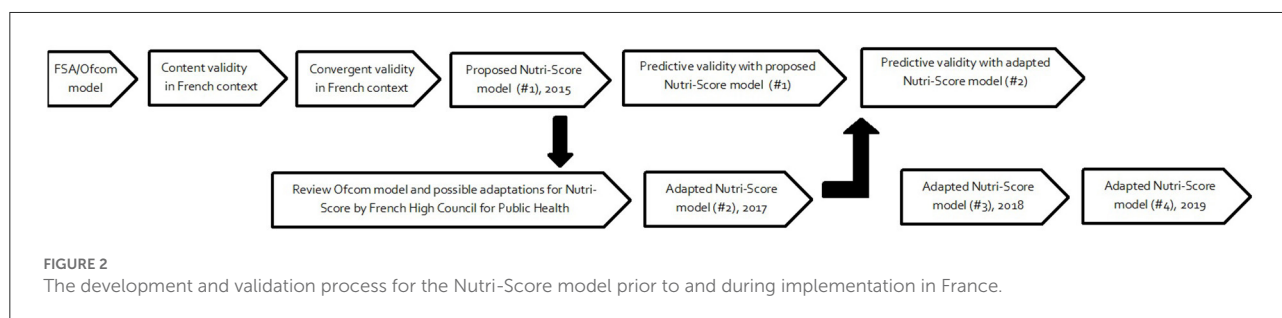 FSA/Ofcom
model
Content validity
in French context
Convergent validity
in French context
Proposed Nutri-Score
model (#1), 2015
Predictive validity with proposed
Nutri-Score model (#1)
Predictive validity with adapted
Nutri-Score model (#2)
Review Ofcom model and possible adaptations for Nutri-
Score by French High Council for Public Health
Adapted Nutri-Score
model (#2), 2017
Adapted Nutri-Score
model (#3), 2018
Adapted Nutri-Score
model (#4), 2019
FIGURE 2
The development and validation process for the Nutri-Score model prior to and during implementation in France.